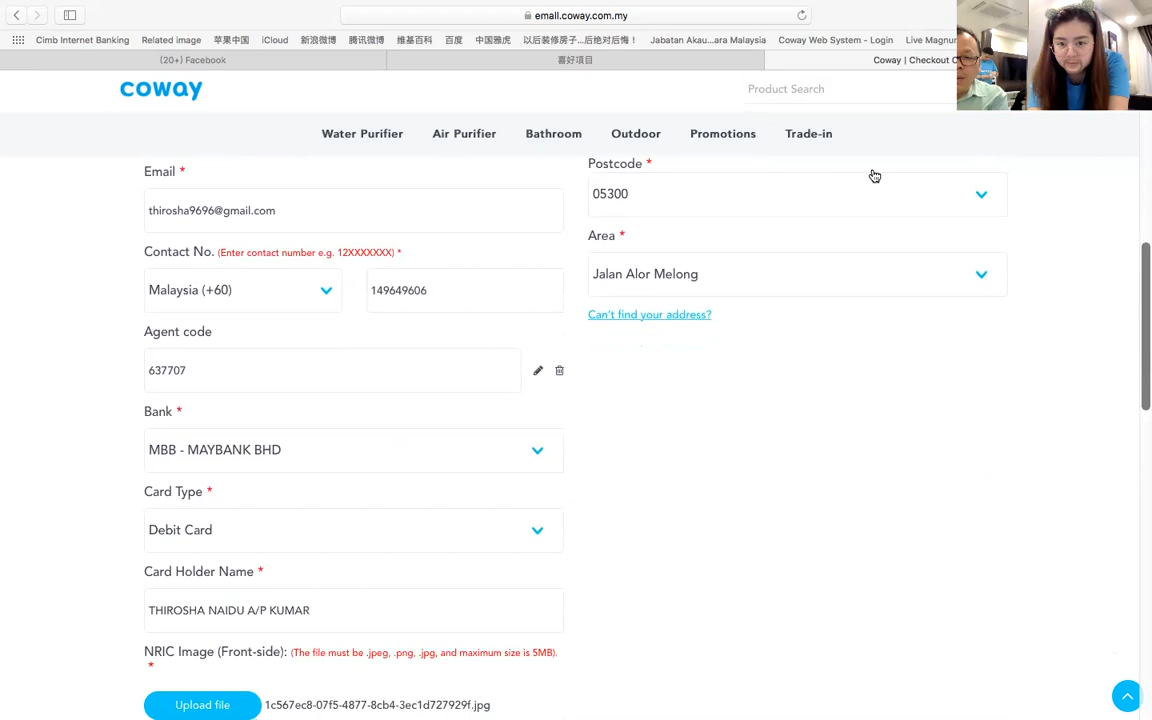 email.coway.com.my
Cimb Internet Banking Related image 苹果中国 iCloud 新浪微博 腾讯微博 维基百科 百度 中国雅虎 以后装修房子...后绝对后悔！ Jabatan Akau...ara Malaysia Coway Web System - Login Live Magnum
(20+) Facebook 喜好項目 Coway | Checkout C
coway Product Search
Water Purifier Air Purifier Bathroom Outdoor Promotions Trade-in
Email *
thirosha9696@gmail.com
Contact No. (Enter contact number e.g. 12XXXXXXX) *
Malaysia (+60) 149649606
Agent code
637707
Bank *
MBB - MAYBANK BHD
Card Type *
Debit Card
Card Holder Name *
THIROSHA NAIDU A/P KUMAR
NRIC Image (Front-side): (The file must be .jpeg, .png, .jpg, and maximum size is 5MB).
*
Upload file 1c567ec8-07f5-4877-8cb4-3ec1d727929f.jpg
Postcode *
05300
Area *
Jalan Alor Melong
Can't find your address?